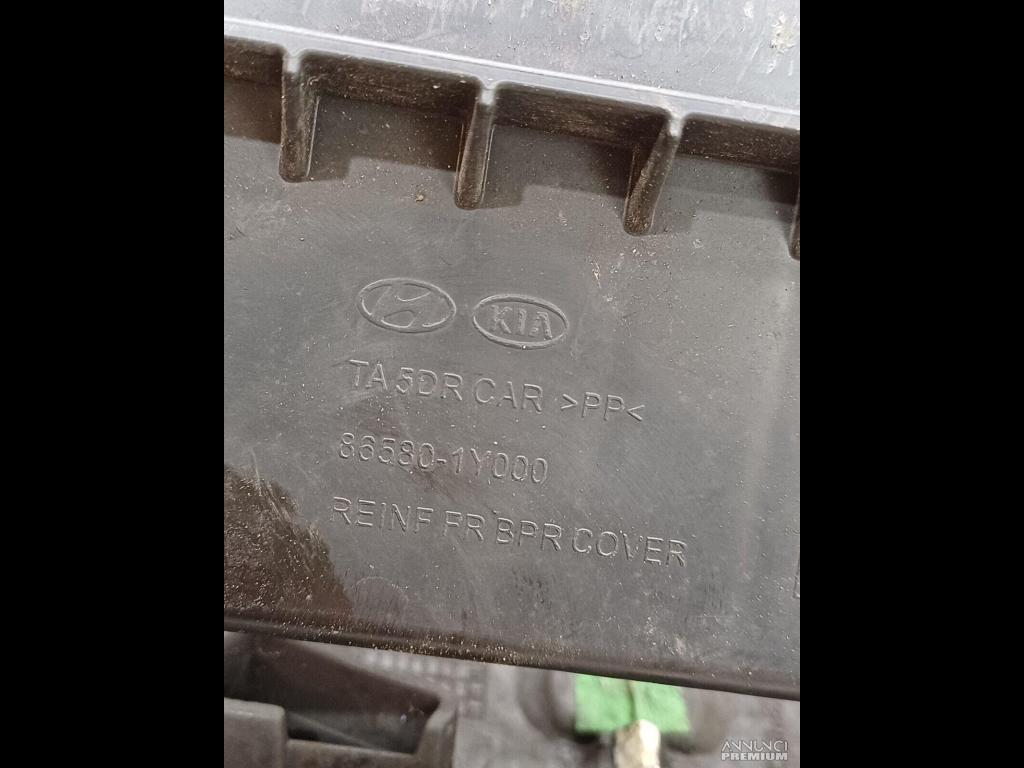 KIA
TA 5DR CAR >PP<
86580-1Y000
REINF FR BPR COVER
ANNUNCI
PREMIUM